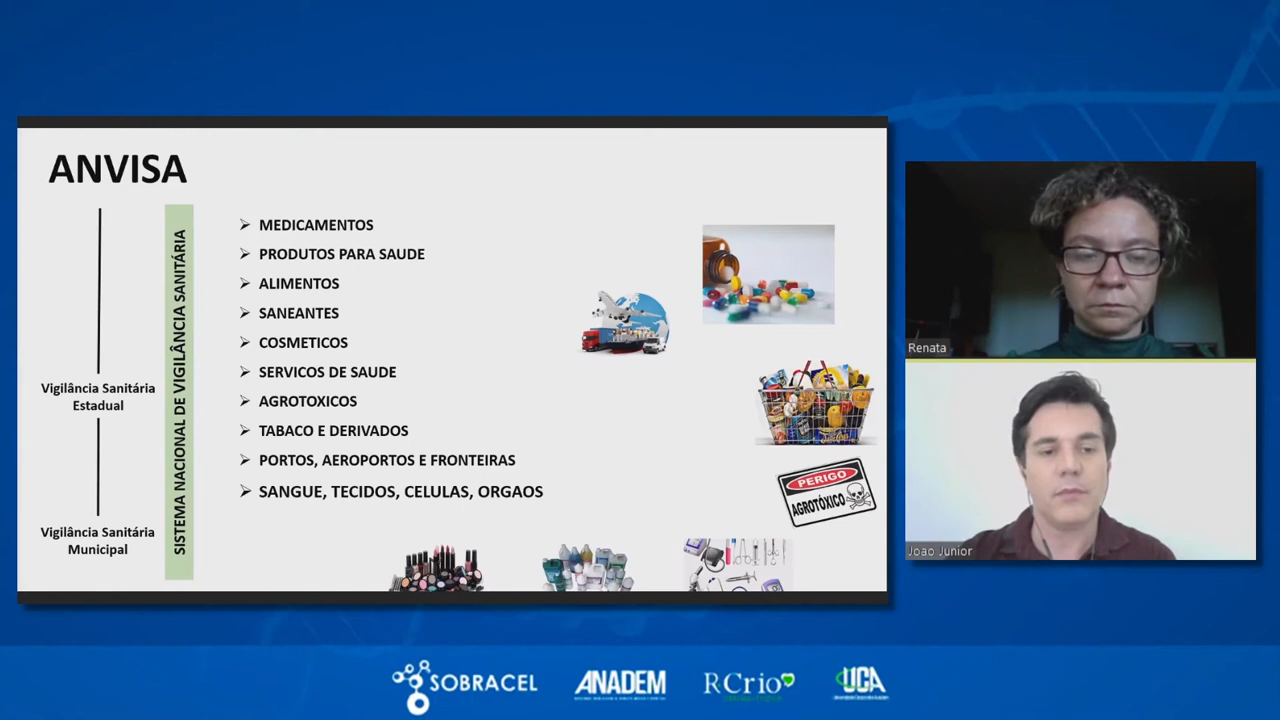 ANVISA
SISTEMA NACIONAL DE VIGILÂNCIA SANITÁRIA
Vigilância Sanitária
Estadual
Vigilância Sanitária
Municipal
MEDICAMENTOS
PRODUTOS PARA SAUDE
ALIMENTOS
SANEANTES
COSMETICOS
SERVICOS DE SAUDE
AGROTOXICOS
TABACO E DERIVADOS
PORTOS, AEROPORTOS E FRONTEIRAS
SANGUE, TECIDOS, CELULAS, ORGAOS
PERIGO
AGROTÓXICO
Renata
Joao Junior
SOBRACEL
ANADEM
RCrio
UCA